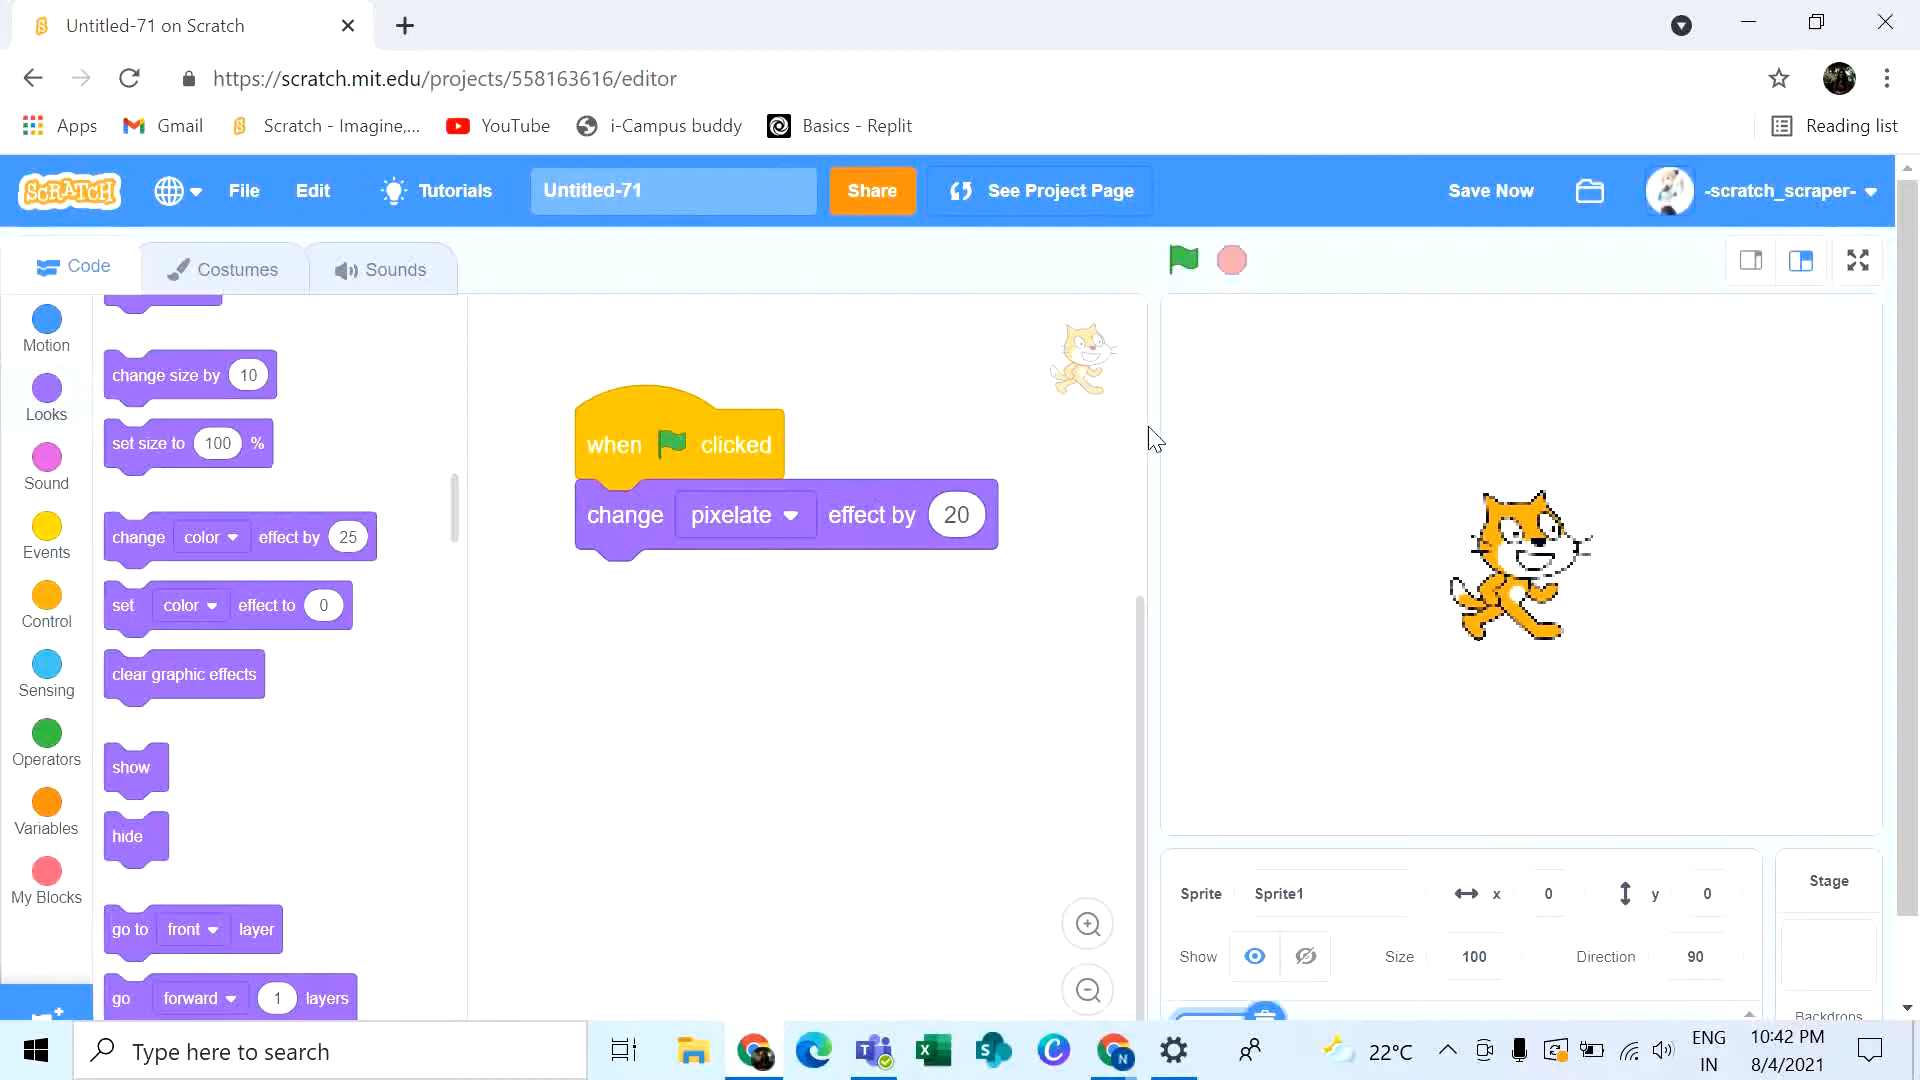 Untitled-71 on Scratch
https://scratch.mit.edu/projects/558163616/editor
Apps Gmail Scratch - Imagine,... YouTube i-Campus buddy Basics - Replit Reading list
SCRATCH File Edit Tutorials Untitled-71 Share See Project Page Save Now -scratch_scraper-
Code Costumes Sounds
Motion
Looks
Sound
Events
Control
Sensing
Operators
Variables
My Blocks
change size by 10
set size to 100 %
change color effect by 25
set color effect to 0
clear graphic effects
show
hide
go to front layer
go forward 1 layers
when clicked
change pixelate effect by 20
Sprite Sprite1 x 0 y 0
Show Size 100 Direction 90
Stage
Backdrops
Type here to search
22°C
ENG
IN
10:42 PM
8/4/2021